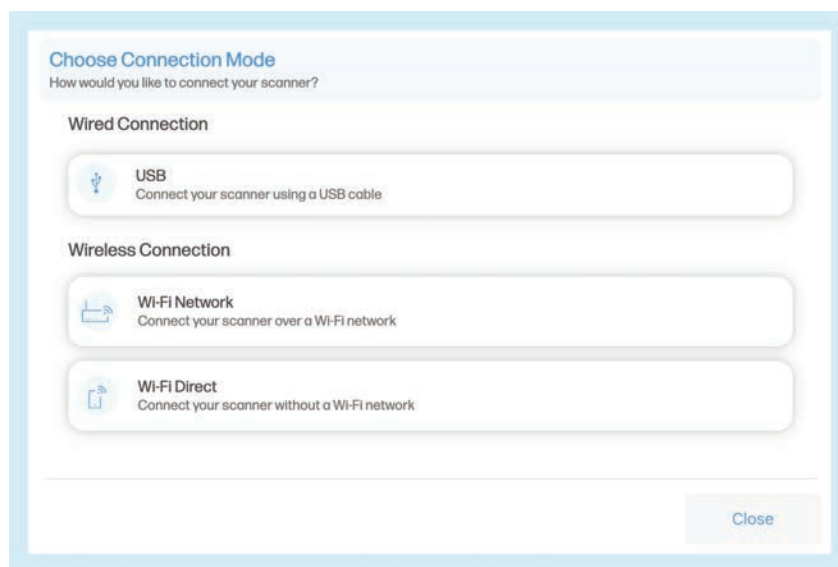 Choose Connection Mode
How would you like to connect your scanner?
Wired Connection
USB
Connect your scanner using a USB cable
Wireless Connection
Wi-Fi Network
Connect your scanner over a Wi-Fi network
Wi-Fi Direct
Connect your scanner without a Wi-Fi network
Close